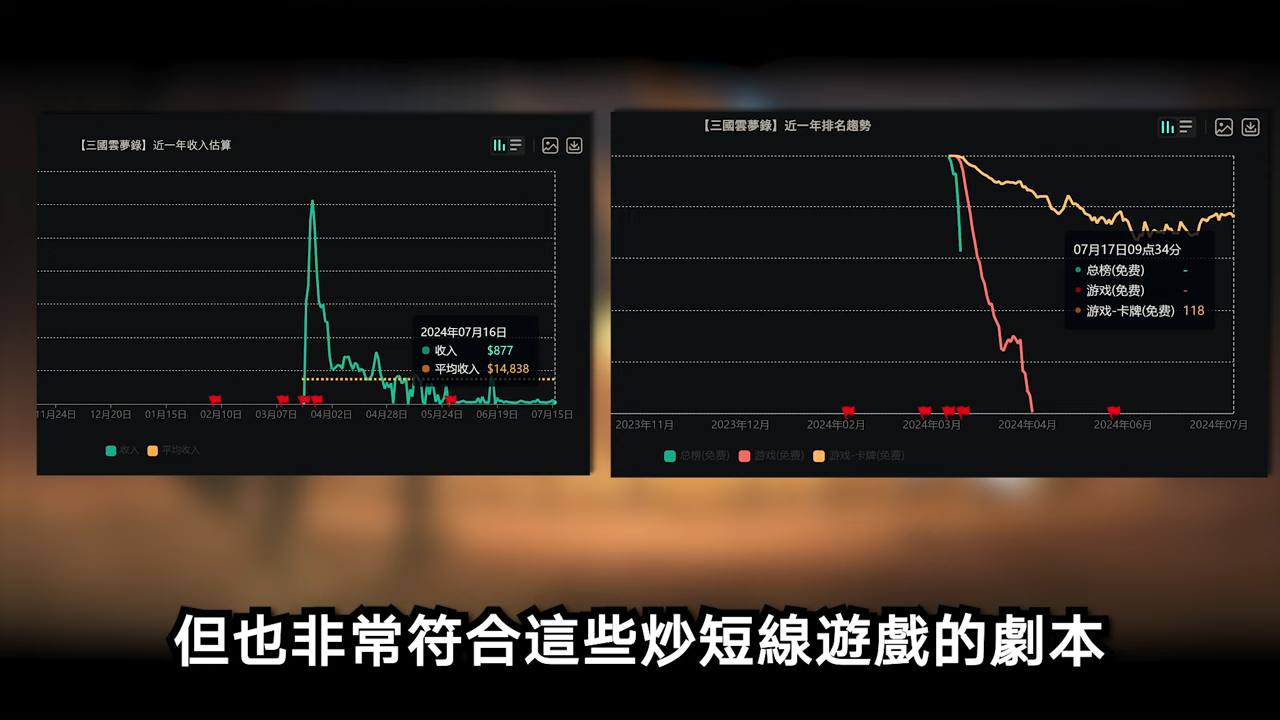 【三國雲夢錄】近一年收入估算
2024年07月16日
收入 $877
平均收入 $14,838
11月24日 12月20日 01月15日 02月10日 03月07日 04月02日 04月28日 05月24日 06月19日 07月15日
收入 平均收入
【三國雲夢錄】近一年排名趨勢
07月17日09点34分
总榜(免费) -
游戏(免费) -
游戏-卡牌(免费) 118
2023年11月 2023年12月 2024年02月 2024年03月 2024年04月 2024年06月 2024年07月
总榜(免费) 游戏(免费) 游戏-卡牌(免费)
但也非常符合這些炒短線遊戲的劇本